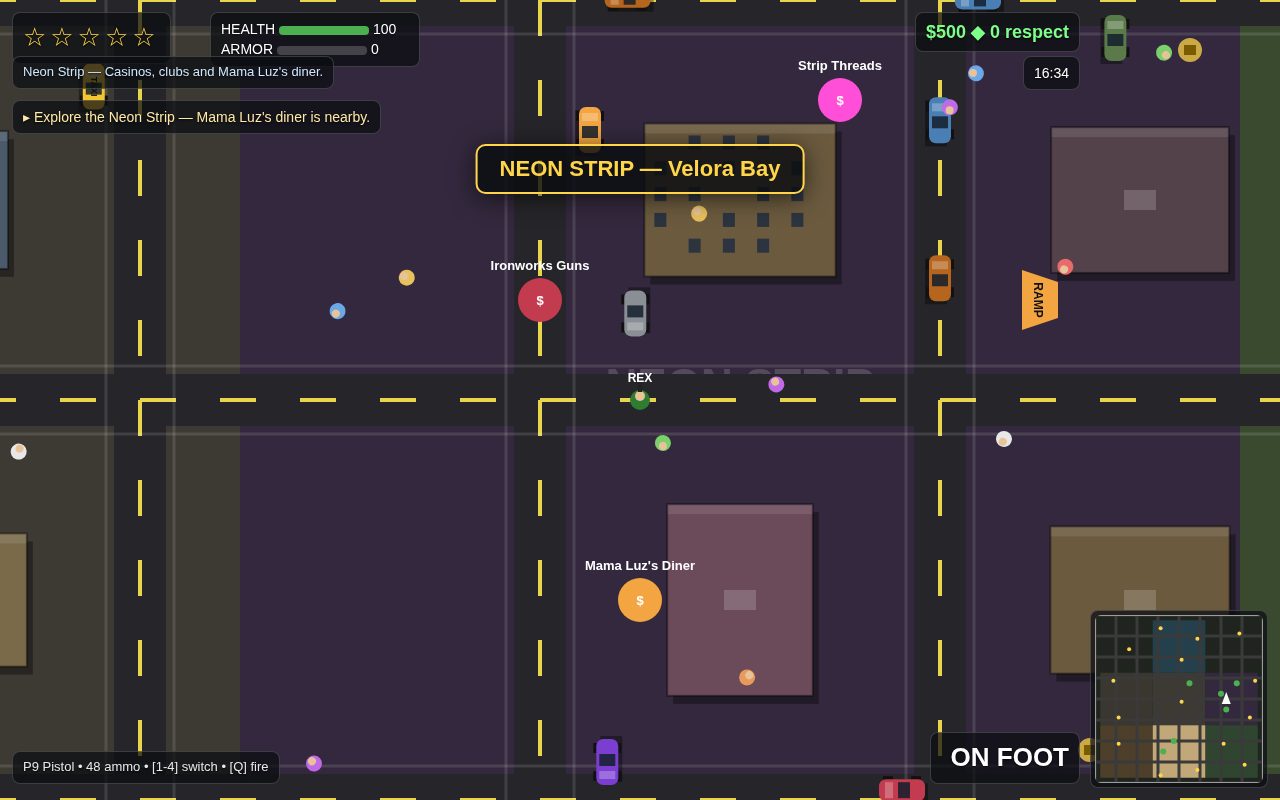 ☆☆☆☆☆
HEALTH 100
ARMOR 0
$500 ◆ 0 respect
16:34
Neon Strip — Casinos, clubs and Mama Luz's diner.
▸ Explore the Neon Strip — Mama Luz's diner is nearby.
Strip Threads
$
NEON STRIP — Velora Bay
Ironworks Guns
$
RAMP
NEON STRIP
REX
Mama Luz's Diner
$
P9 Pistol • 48 ammo • [1-4] switch • [Q] fire
ON FOOT